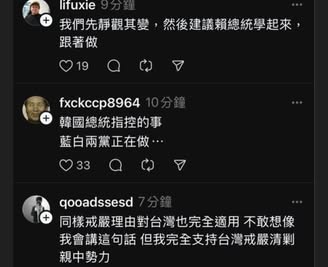 lifuxie 9分鐘
我們先靜觀其變，然後建議賴總統學起來，
跟著做
19
fxckccp8964 10分鐘
韓國總統指控的事
藍白兩黨正在做⋯
33
qooadssesd 7分鐘
同樣戒嚴理由對台灣也完全適用 不敢想像
我會講這句話 但我完全支持台灣戒嚴清剿
親中勢力